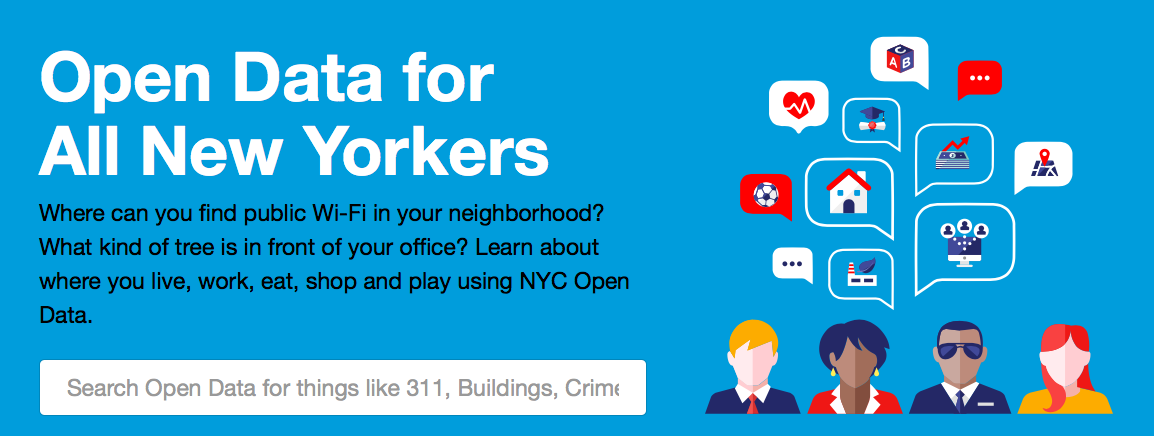 Open Data for
All New Yorkers
Where can you find public Wi-Fi in your neighborhood?
What kind of tree is in front of your office? Learn about
where you live, work, eat, shop and play using NYC Open
Data.
Search Open Data for things like 311, Buildings, Crime
A B C